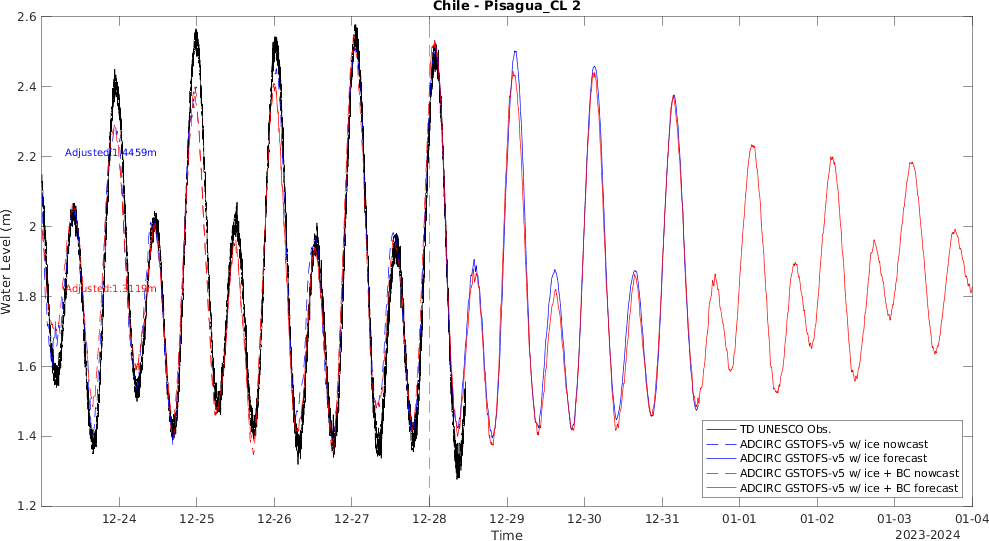 Chile - Pisagua_CL 2
2.6
2.4
2.2
2
1.8
1.6
1.4
1.2
Water Level (m)
Adjusted:1.4459m
Adjusted:1.3119m
TD UNESCO Obs.
ADCIRC GSTOFS-v5 w/ ice nowcast
ADCIRC GSTOFS-v5 w/ ice forecast
ADCIRC GSTOFS-v5 w/ ice + BC nowcast
ADCIRC GSTOFS-v5 w/ ice + BC forecast
12-24 12-25 12-26 12-27 12-28 12-29 12-30 12-31 01-01 01-02 01-03 01-04
Time
2023-2024